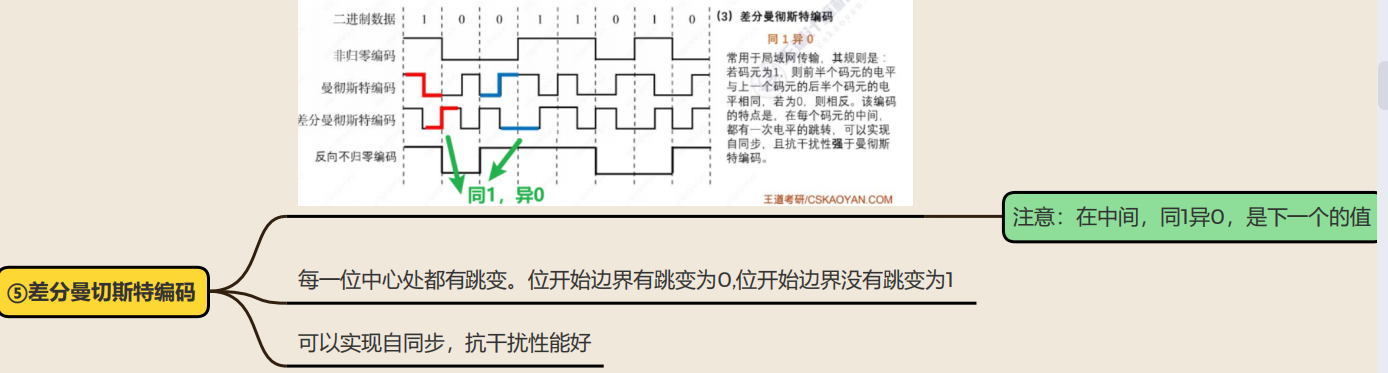 二进制数据 1 0 0 1 1 0 1 0
非归零编码
曼彻斯特编码
差分曼彻斯特编码
反向不归零编码
同1，异0
(3) 差分曼彻斯特编码
同 1 异 0
常用于局域网传输，其规则是：
若码元为1，则前半个码元的电平
与上一个码元的后半个码元的电
平相同，若为0，则相反。该编码
的特点是，在每个码元的中间，
都有一次电平的跳转，可以实现
自同步，且抗干扰性强于曼彻斯
特编码。
王道考研/CSKAOYAN.COM
注意：在中间，同1异0，是下一个的值
⑤差分曼切斯特编码
每一位中心处都有跳变。位开始边界有跳变为0,位开始边界没有跳变为1
可以实现自同步，抗干扰性能好